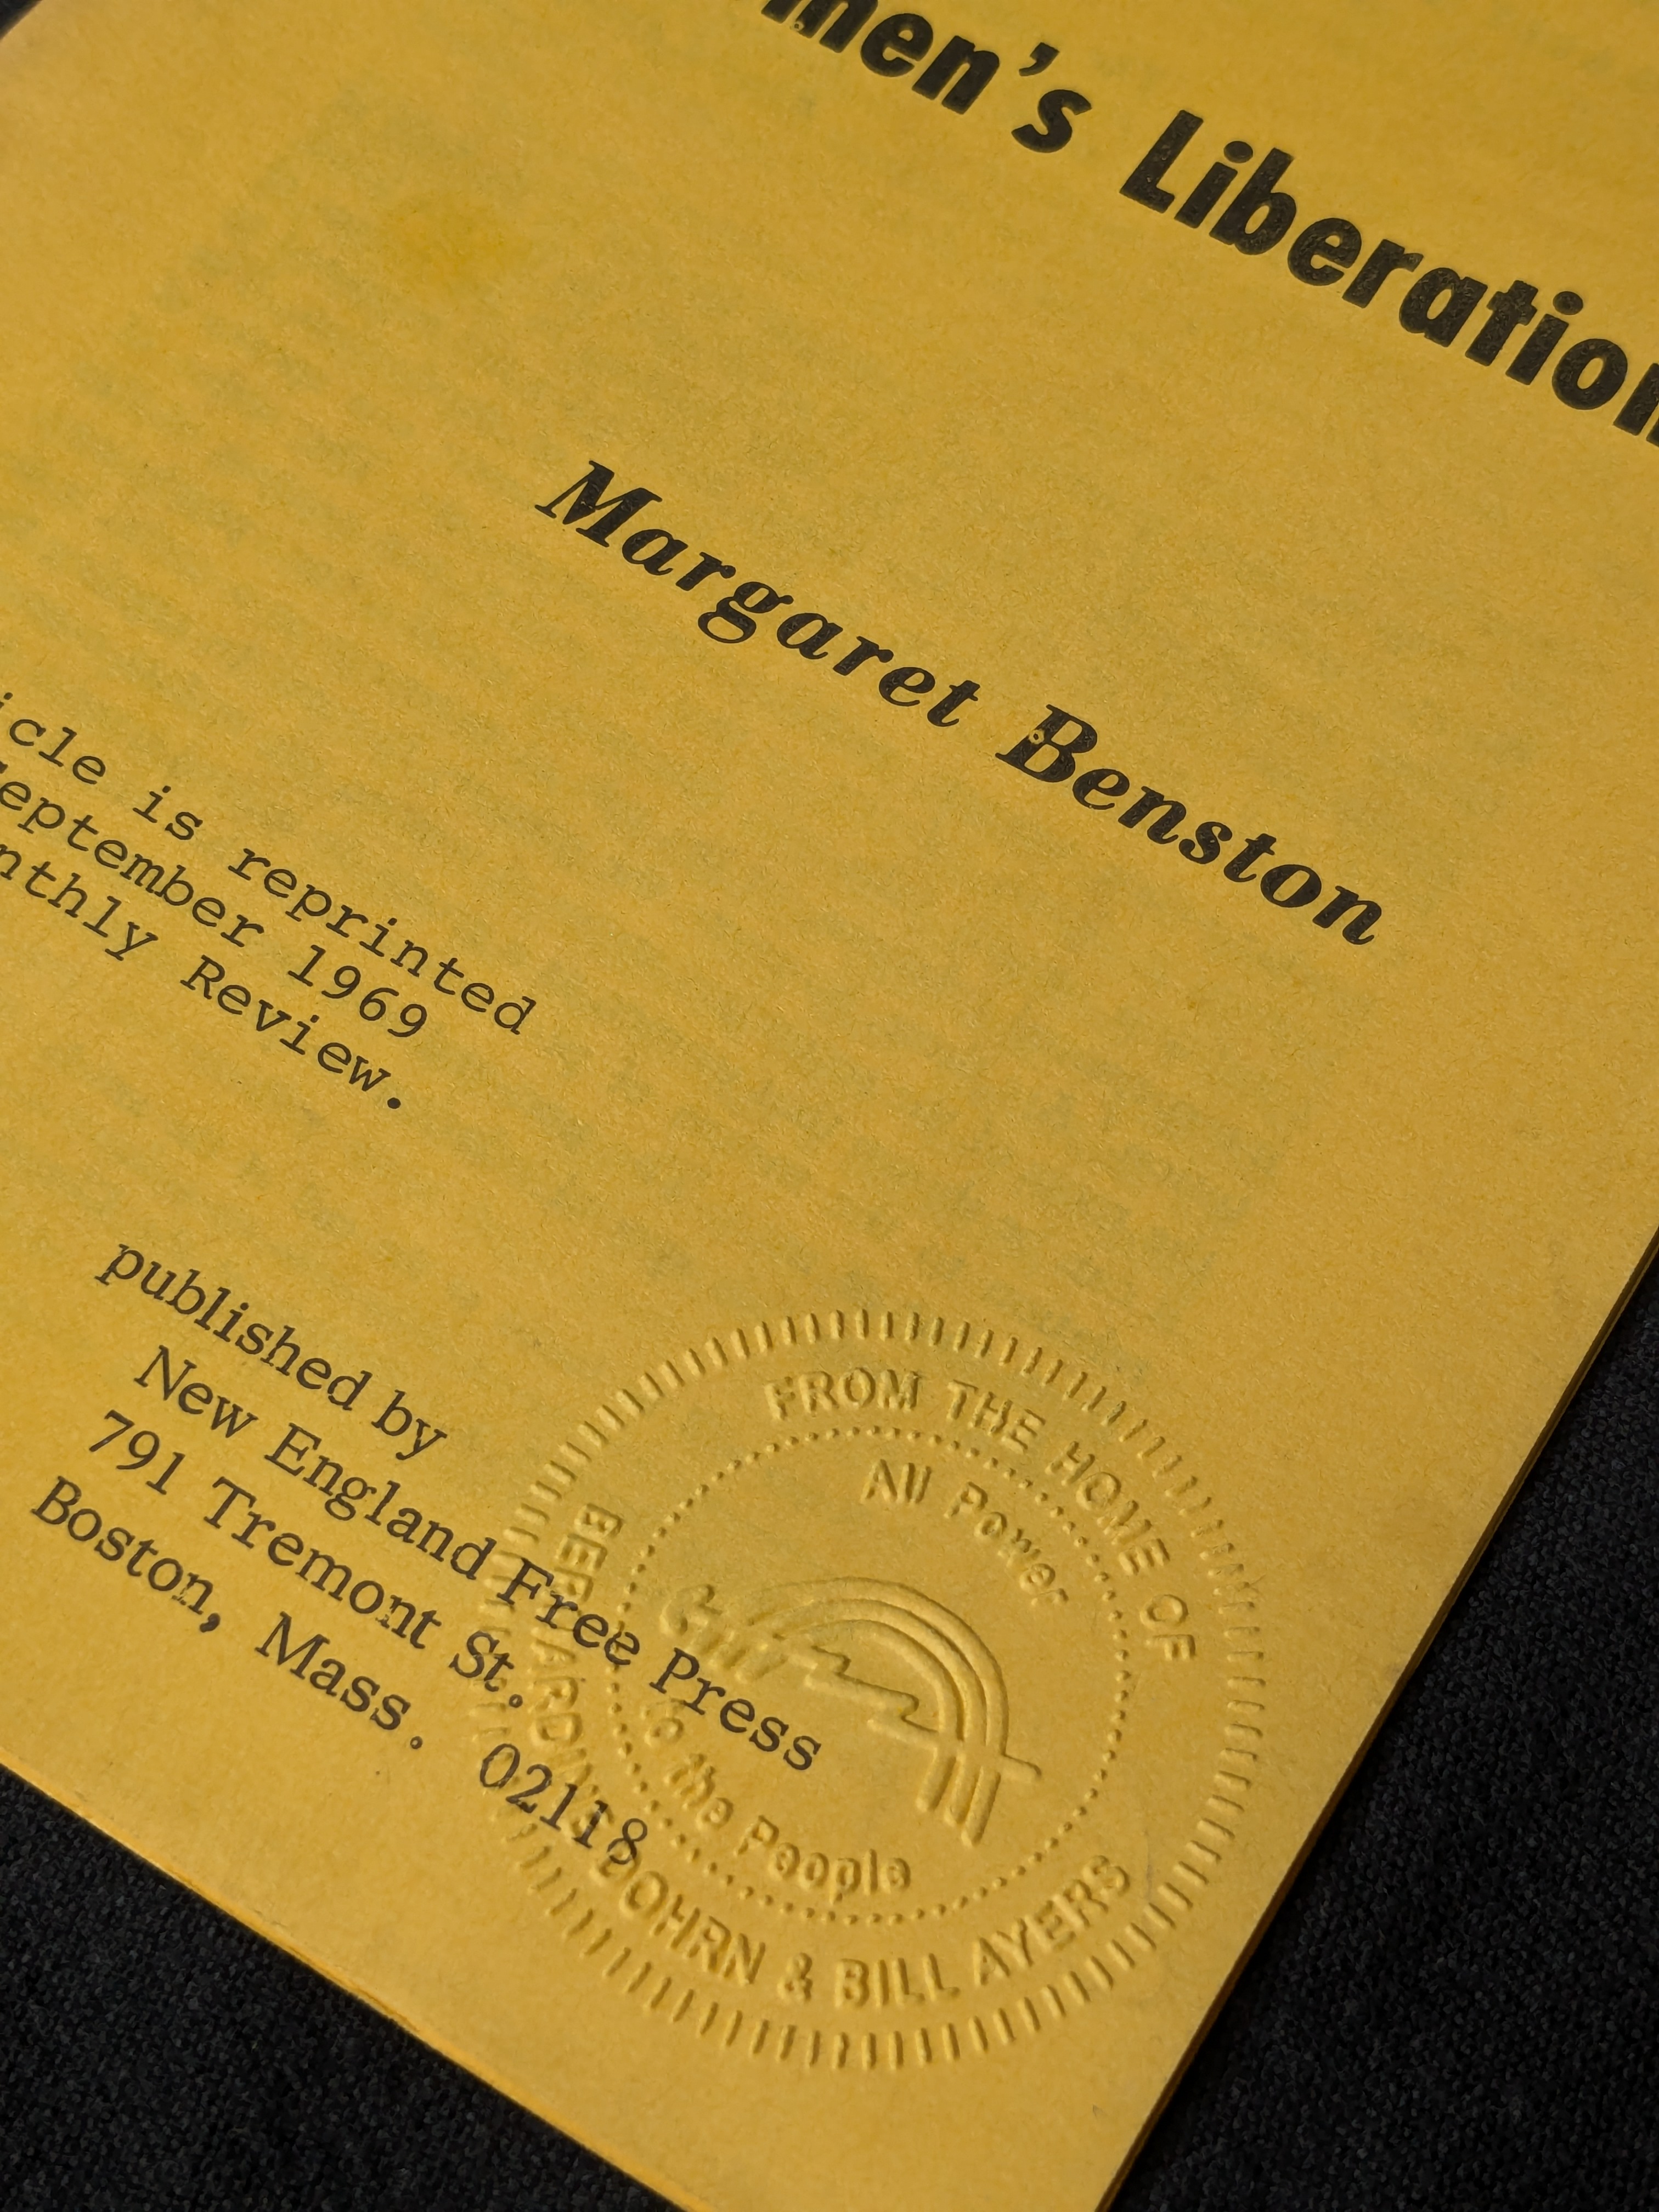 men's Liberation
Margaret Benston
icle is reprinted
eptember 1969
nthly Review.
published by
New England Free Press
791 Tremont St.
Boston, Mass. 02118
FROM THE HOME OF
BERNARDINE DOHRN & BILL AYERS
All Power
to the People